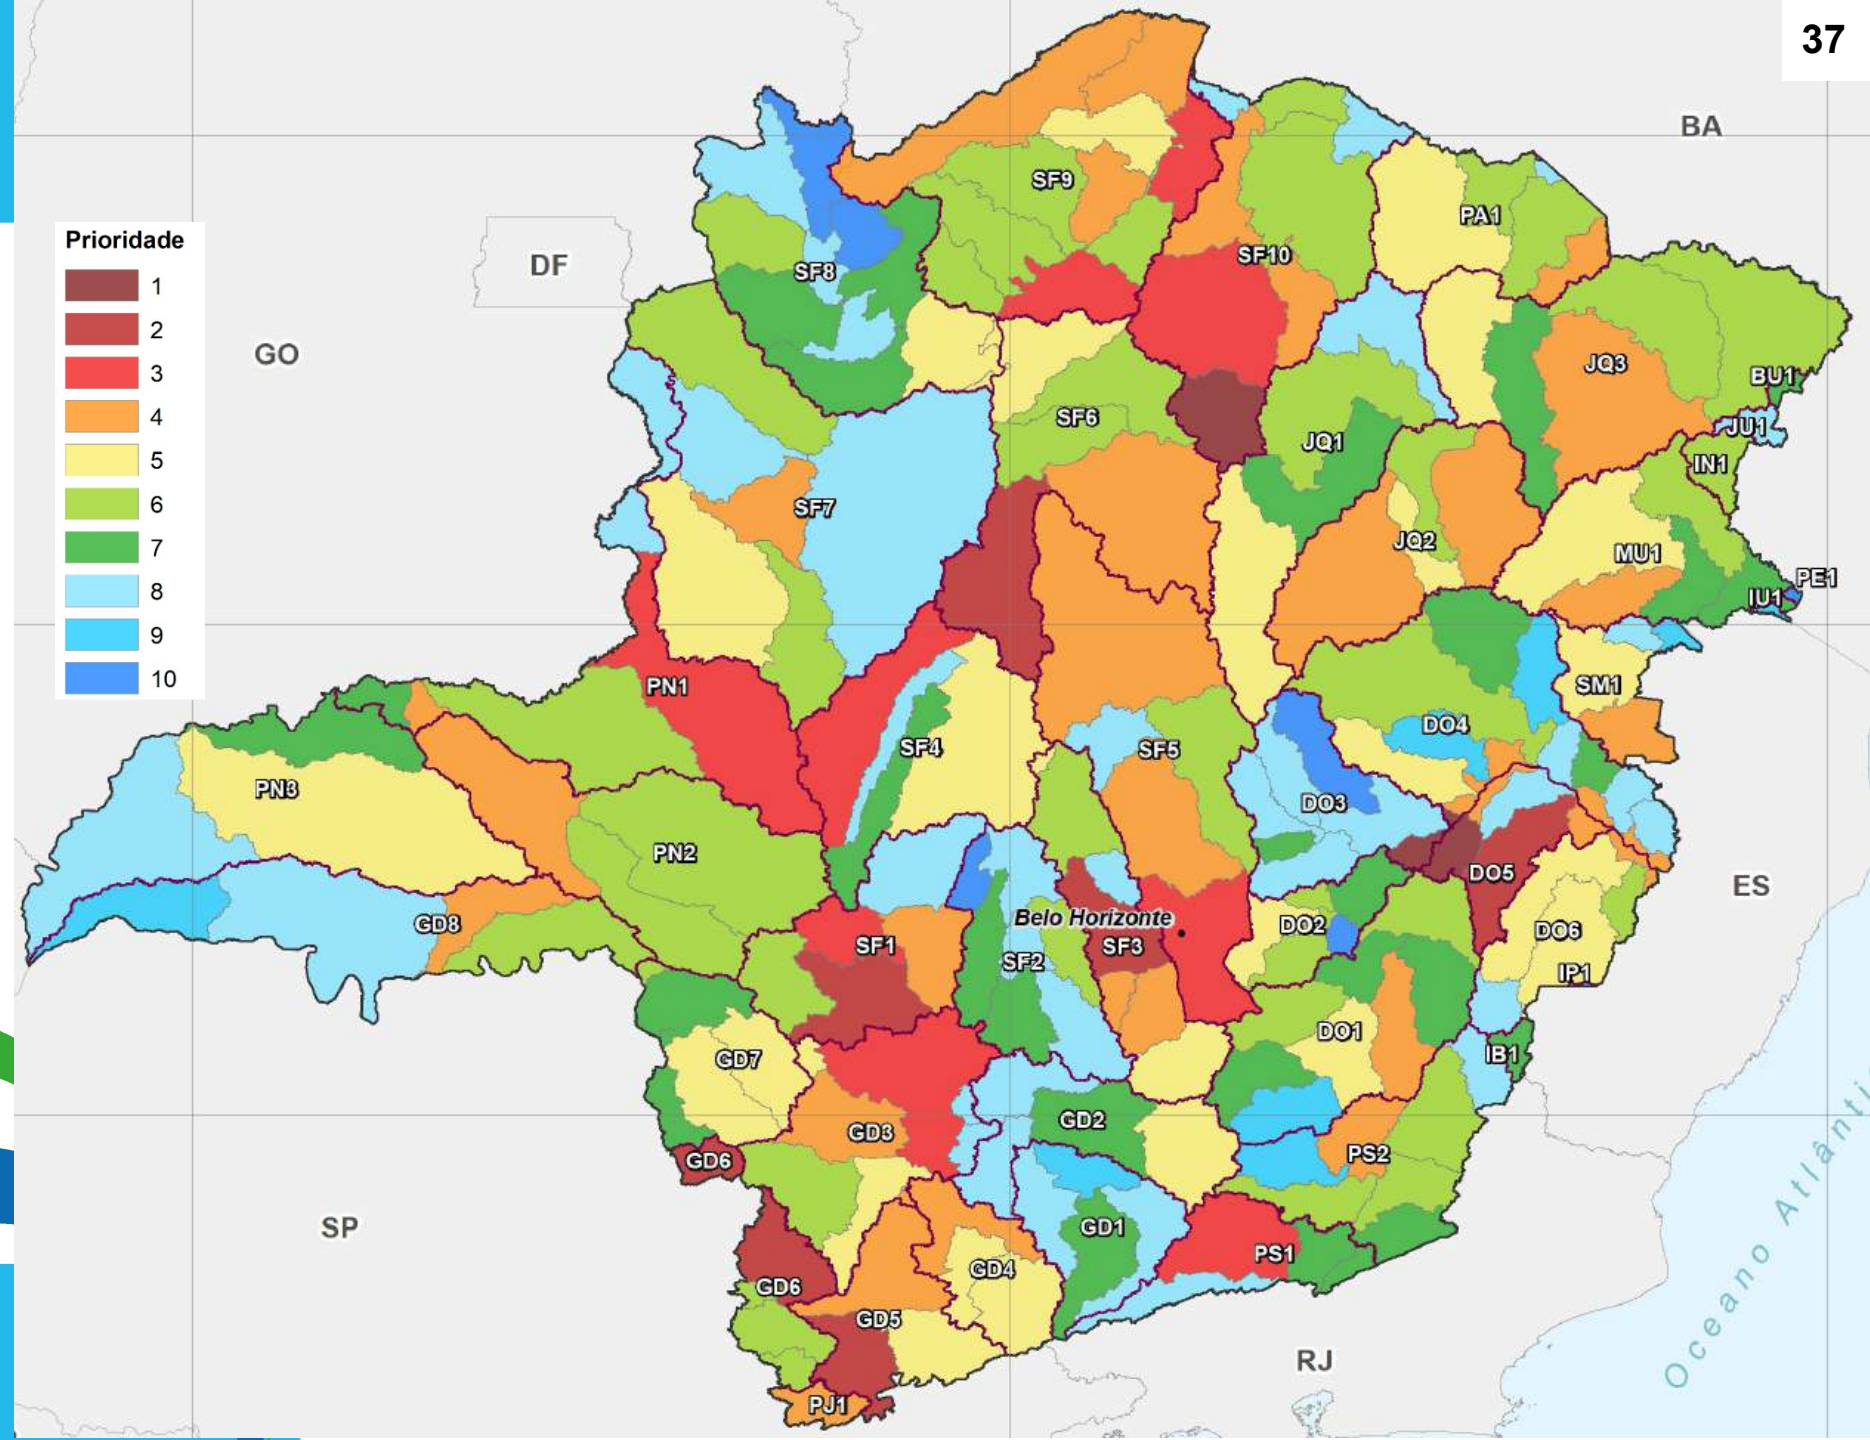 37
BA
SF9
PA1
SF10
DF
SF8
Prioridade
1
2
3
4
5
6
7
8
9
10
GO
JQ3
BU1
SF6
JU1
JQ1
IN1
SF7
JQ2
MU1
PE1
IU1
PN1
SM1
DO4
SF4
SF5
PN3
DO3
PN2
DO5
ES
Belo Horizonte
GD8
DO2
DO6
SF1
SF3
SF2
IP1
DO1
GD7
IB1
GD2
GD3
PS2
GD6
SP
GD1
PS1
GD4
GD6
GD5
RJ
PJ1
Oceano Atlânti